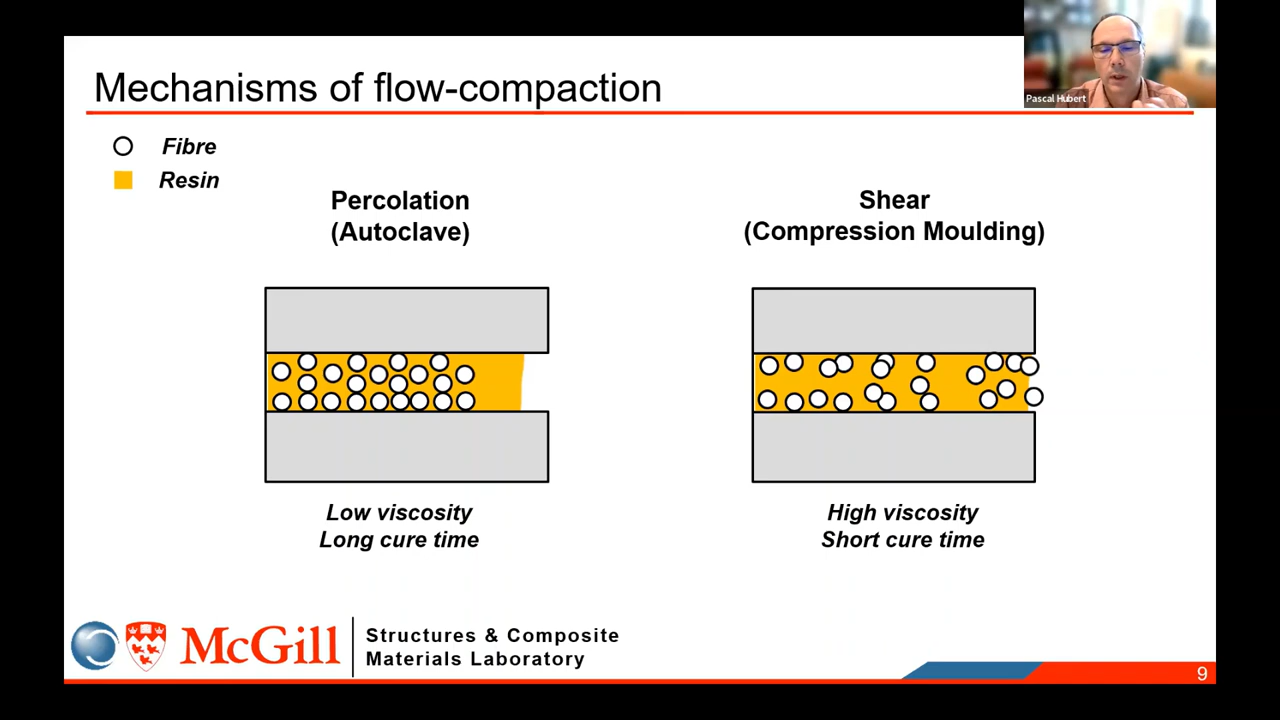 Mechanisms of flow-compaction
Pascal Hubert
Fibre
Resin
Percolation
(Autoclave)
Shear
(Compression Moulding)
Low viscosity
Long cure time
High viscosity
Short cure time
McGill
Structures & Composite
Materials Laboratory
9